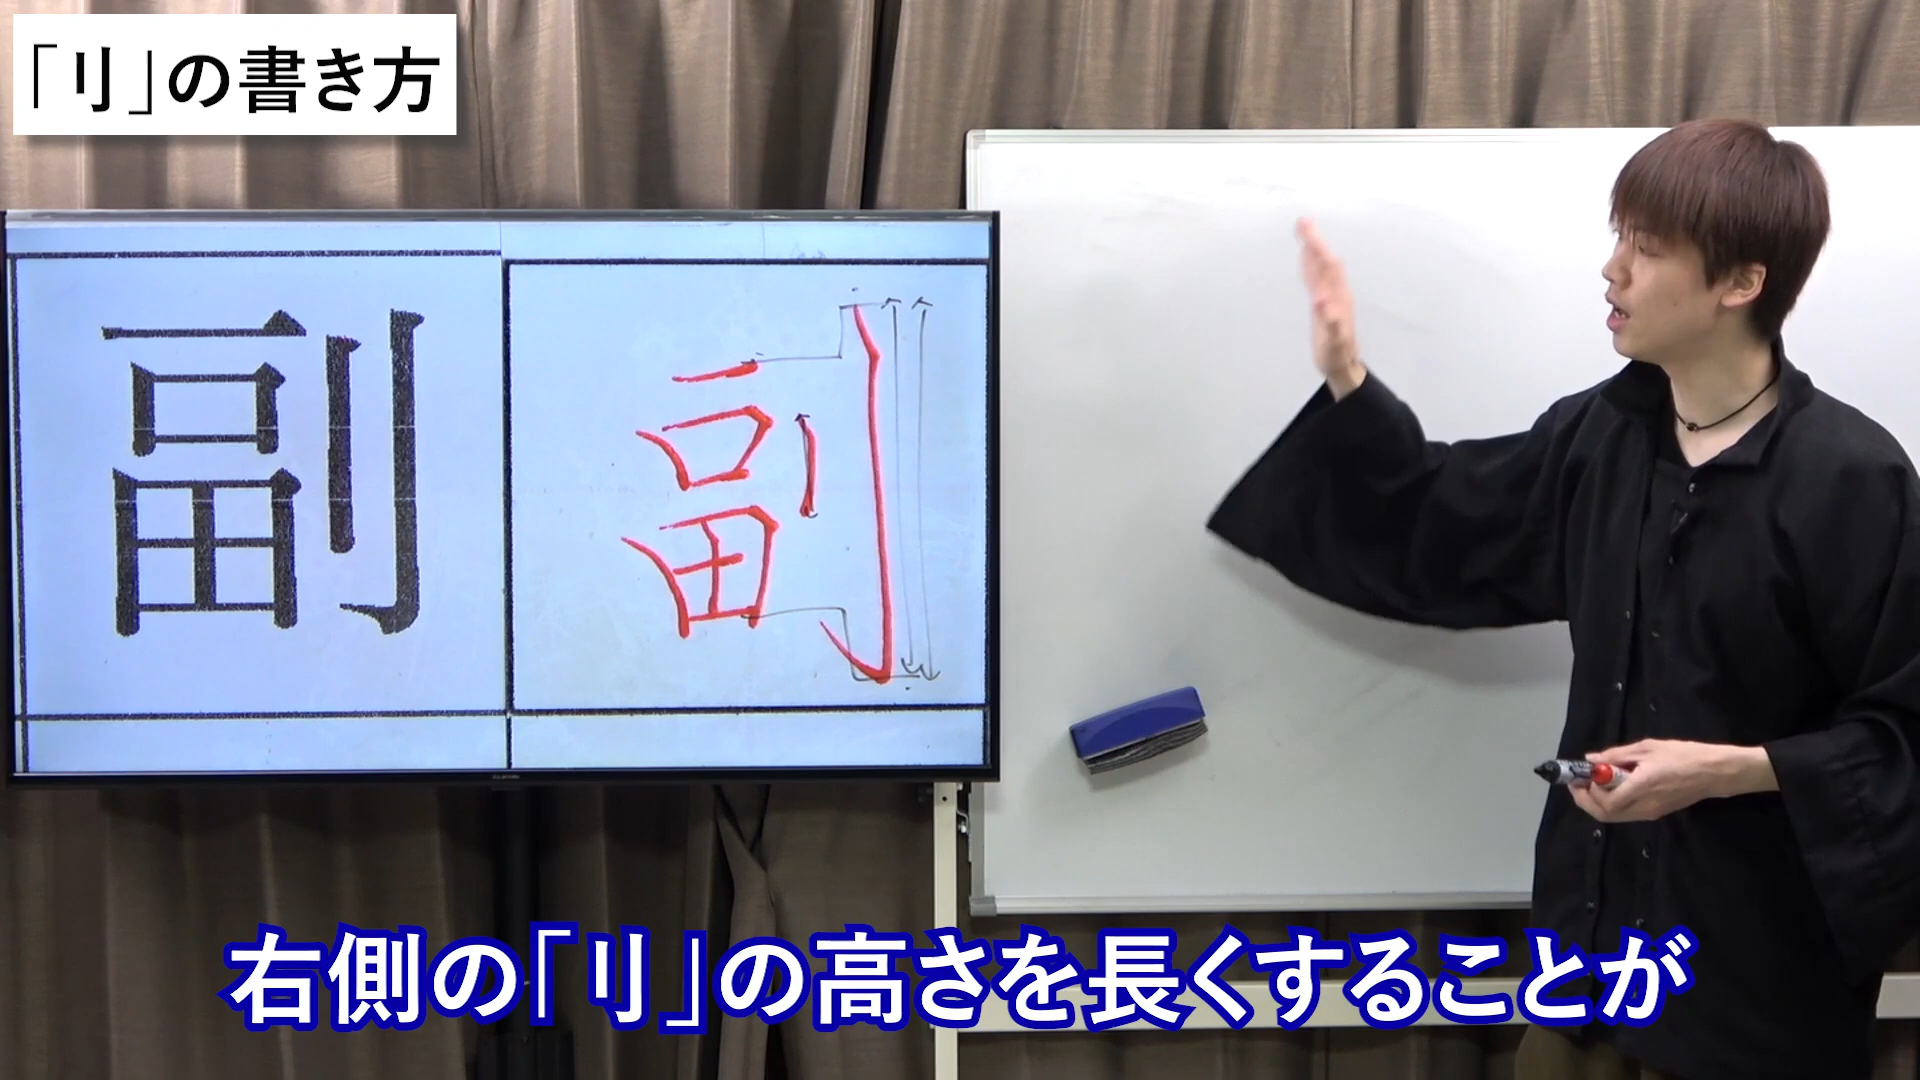 「刂」の書き方
副 副
右側の「刂」の高さを長くすることが